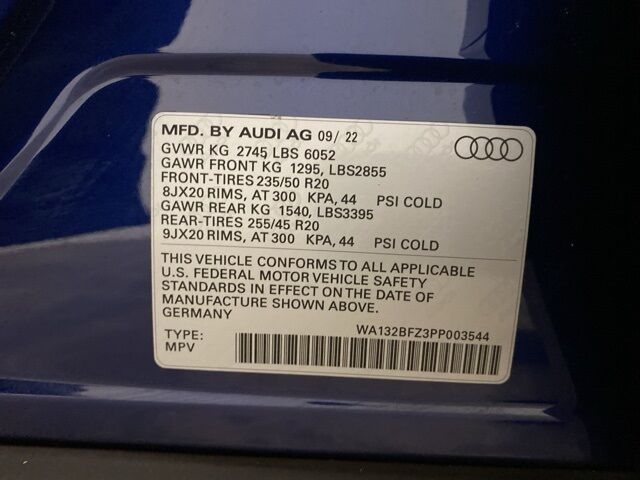 MFD. BY AUDI AG 09/ 22
GVWR KG 2745, LBS 6052
GAWR FRONT KG 1295, LBS2855
FRONT-TIRES 235/50 R20
8JX20 RIMS, AT 300 KPA, 44 PSI COLD
GAWR REAR KG 1540, LBS3395
REAR-TIRES 255/45 R20
9JX20 RIMS, AT 300 KPA, 44 PSI COLD
THIS VEHICLE CONFORMS TO ALL APPLICABLE
U.S. FEDERAL MOTOR VEHICLE SAFETY
STANDARDS IN EFFECT ON THE DATE OF
MANUFACTURE SHOWN ABOVE.
GERMANY
WA132BFZ3PP003544
TYPE:
MPV